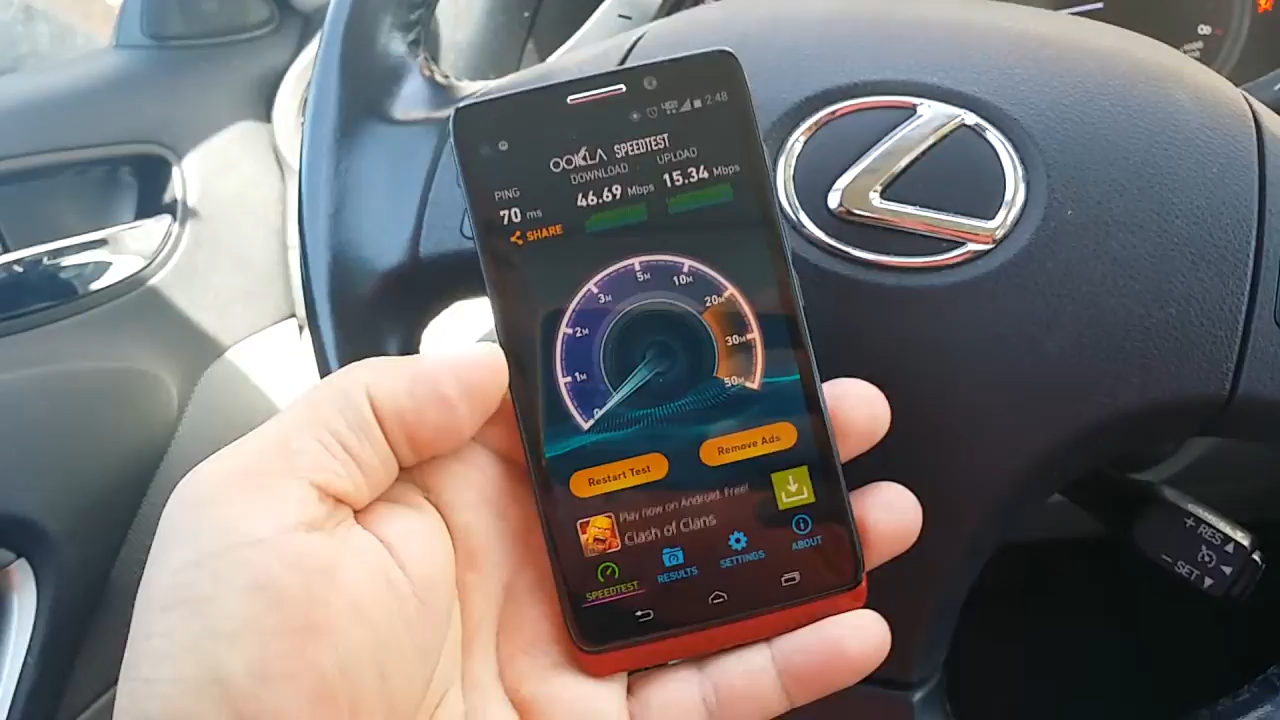 4G 2:48
OOKLA SPEEDTEST
PING
70 ms
DOWNLOAD
46.69 Mbps
UPLOAD
15.34 Mbps
SHARE
0
1M
2M
3M
5M
10M
20M
30M
50M
Restart Test
Remove Ads
Play now on Android. Free!
Clash of Clans
SPEEDTEST
RESULTS
SETTINGS
ABOUT
+ RES
- SET